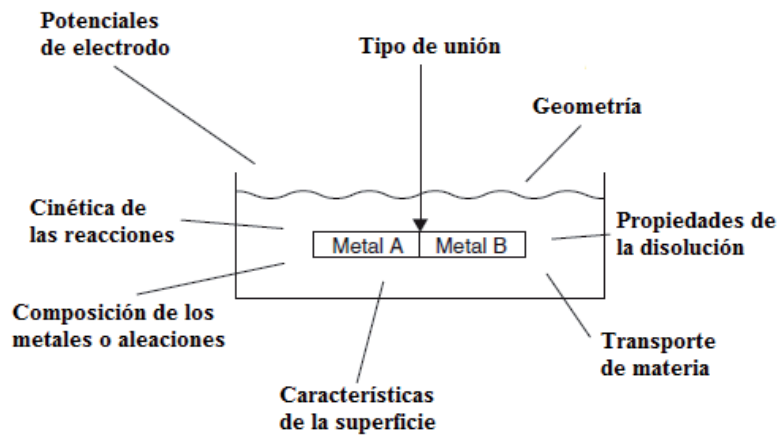 Potenciales
de electrodo
Tipo de unión
Geometría
Cinética de
las reacciones
Metal A
Metal B
Propiedades de
la disolución
Composición de los
metales o aleaciones
Transporte
de materia
Características
de la superficie